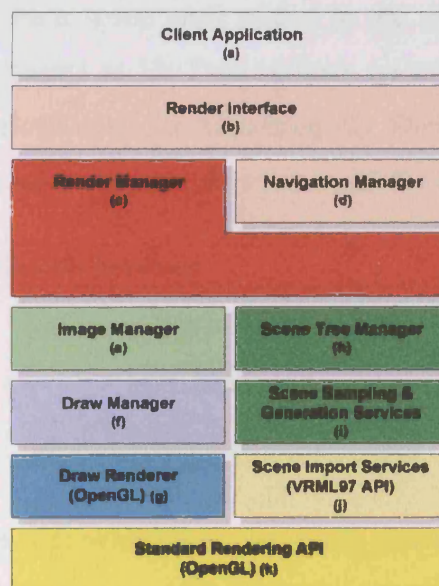 Client Application
(a)
Render Interface
(b)
Render Manager
(c)
Navigation Manager
(d)
Image Manager
(e)
Scene Tree Manager
(h)
Draw Manager
(f)
Scene Sampling &
Generation Services
(i)
Draw Renderer
(OpenGL) (g)
Scene Import Services
(VRML97 API)
(j)
Standard Rendering API
(OpenGL) (k)